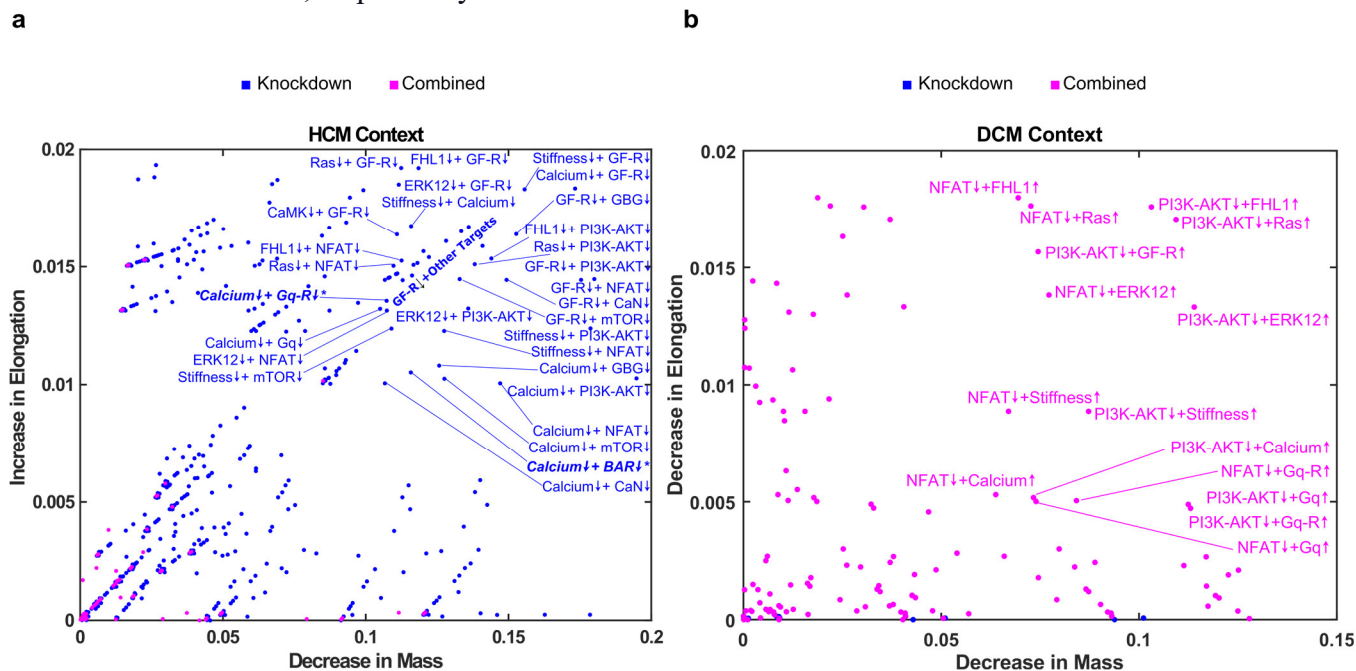 , respectively
a
b
Knockdown
Combined
Knockdown
Combined
HCM Context
DCM Context
0.02
0.015
0.01
0.005
0
0
0.05
0.1
0.15
0.2
Increase in Elongation
Decrease in Mass
Ras↓+ GF-R↓
FHL1↓+ GF-R↓
Stiffness↓+ GF-R↓
Calcium↓+ GF-R↓
ERK12↓+ GF-R↓
Stiffness↓+ Calcium↓
GF-R↓+ GBG↓
CaMK↓+ GF-R↓
GF-R↓+Other Targets
FHL1↓+ PI3K-AKT↓
FHL1↓+ NFAT↓
Ras↓+ PI3K-AKT↓
Ras↓+ NFAT↓
GF-R↓+ PI3K-AKT↓
GF-R↓+ NFAT↓
Calcium↓+ Gq-R↓*
GF-R↓+ CaN↓
ERK12↓+ PI3K-AKT↓
GF-R↓+ mTOR↓
Calcium↓+ Gq↓
Stiffness↓+ PI3K-AKT↓
ERK12↓+ NFAT↓
Stiffness↓+ NFAT↓
Stiffness↓+ mTOR↓
Calcium↓+ GBG↓
Calcium↓+ PI3K-AKT↓
Calcium↓+ NFAT↓
Calcium↓+ mTOR↓
Calcium↓+ BAR↓*
Calcium↓+ CaN↓
0.02
0.015
0.01
0.005
0
0
0.05
0.1
0.15
Decrease in Elongation
Decrease in Mass
NFAT↓+FHL1↑
PI3K-AKT↓+FHL1↑
NFAT↓+Ras↑
PI3K-AKT↓+Ras↑
PI3K-AKT↓+GF-R↑
NFAT↓+ERK12↑
PI3K-AKT↓+ERK12↑
NFAT↓+Stiffness↑
PI3K-AKT↓+Stiffness↑
PI3K-AKT↓+Calcium↑
NFAT↓+Gq-R↑
NFAT↓+Calcium↑
PI3K-AKT↓+Gq↑
PI3K-AKT↓+Gq-R↑
NFAT↓+Gq↑